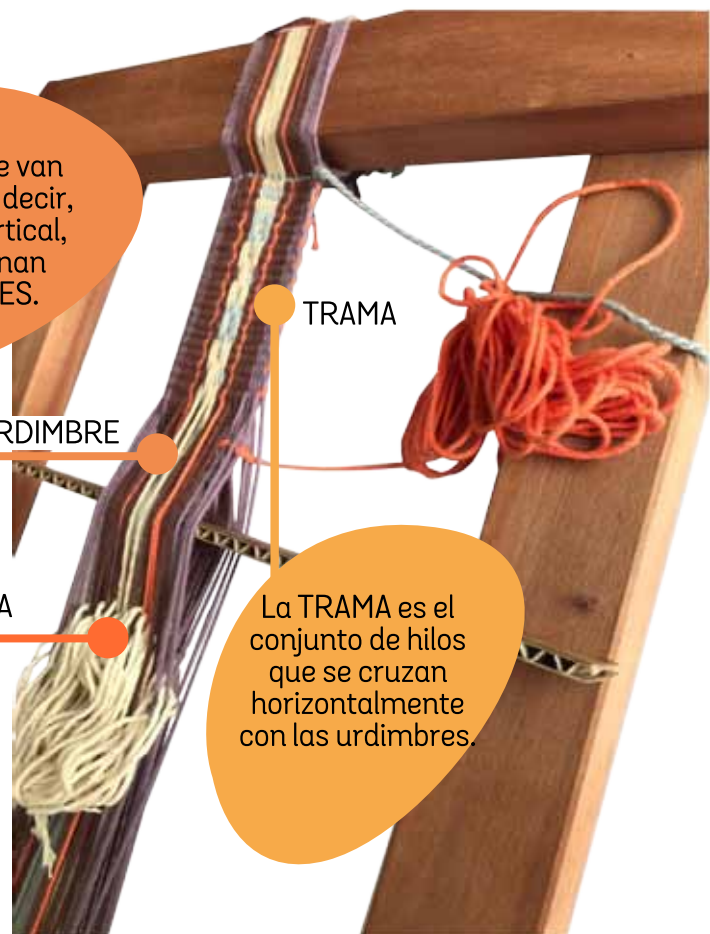 e van
decir,
rtical,
nan
ES.
TRAMA
RDIMBRE
A
La TRAMA es el
conjunto de hilos
que se cruzan
horizontalmente
con las urdimbres.